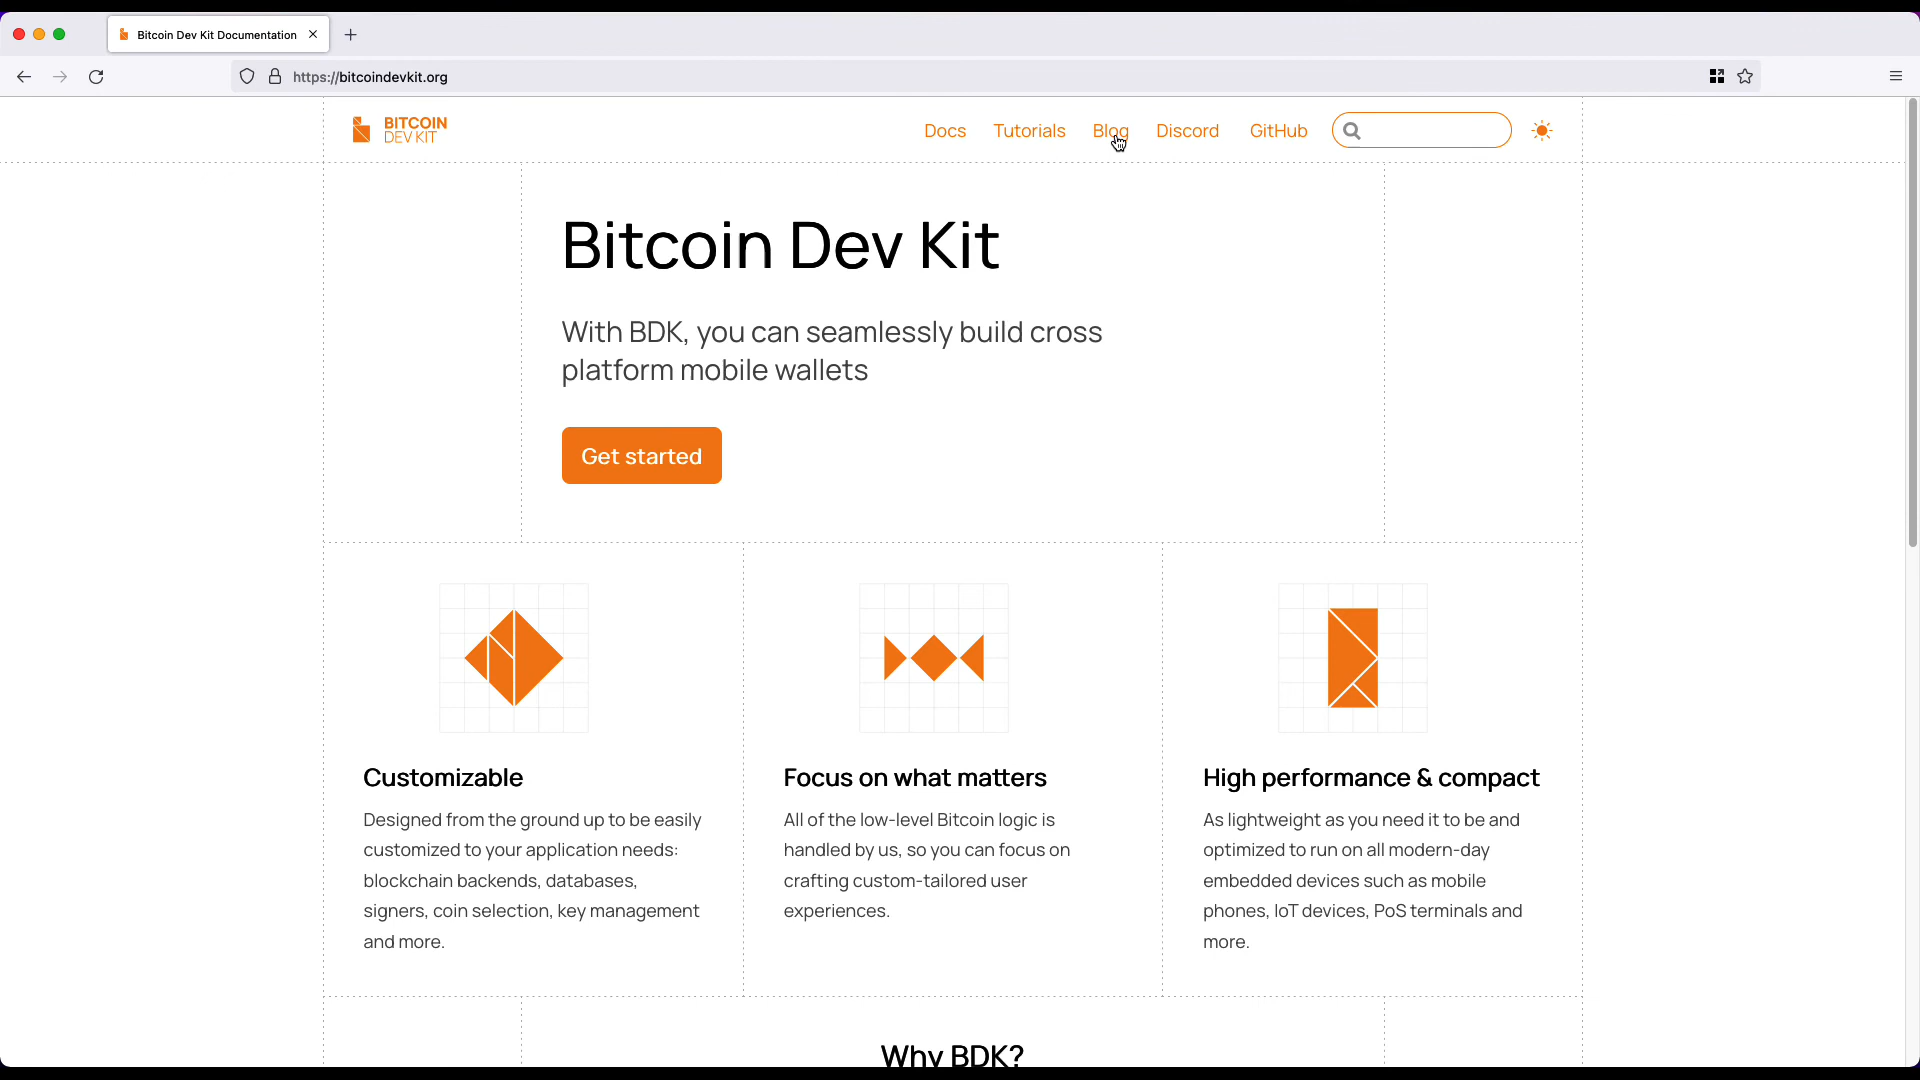 Bitcoin Dev Kit Documentation
https://bitcoindevkit.org
BITCOIN
DEV KIT
Docs Tutorials Blog Discord GitHub
Bitcoin Dev Kit
With BDK, you can seamlessly build cross
platform mobile wallets
Get started
Customizable
Designed from the ground up to be easily
customized to your application needs:
blockchain backends, databases,
signers, coin selection, key management
and more.
Focus on what matters
All of the low-level Bitcoin logic is
handled by us, so you can focus on
crafting custom-tailored user
experiences.
High performance & compact
As lightweight as you need it to be and
optimized to run on all modern-day
embedded devices such as mobile
phones, IoT devices, PoS terminals and
more.
Why BDK?